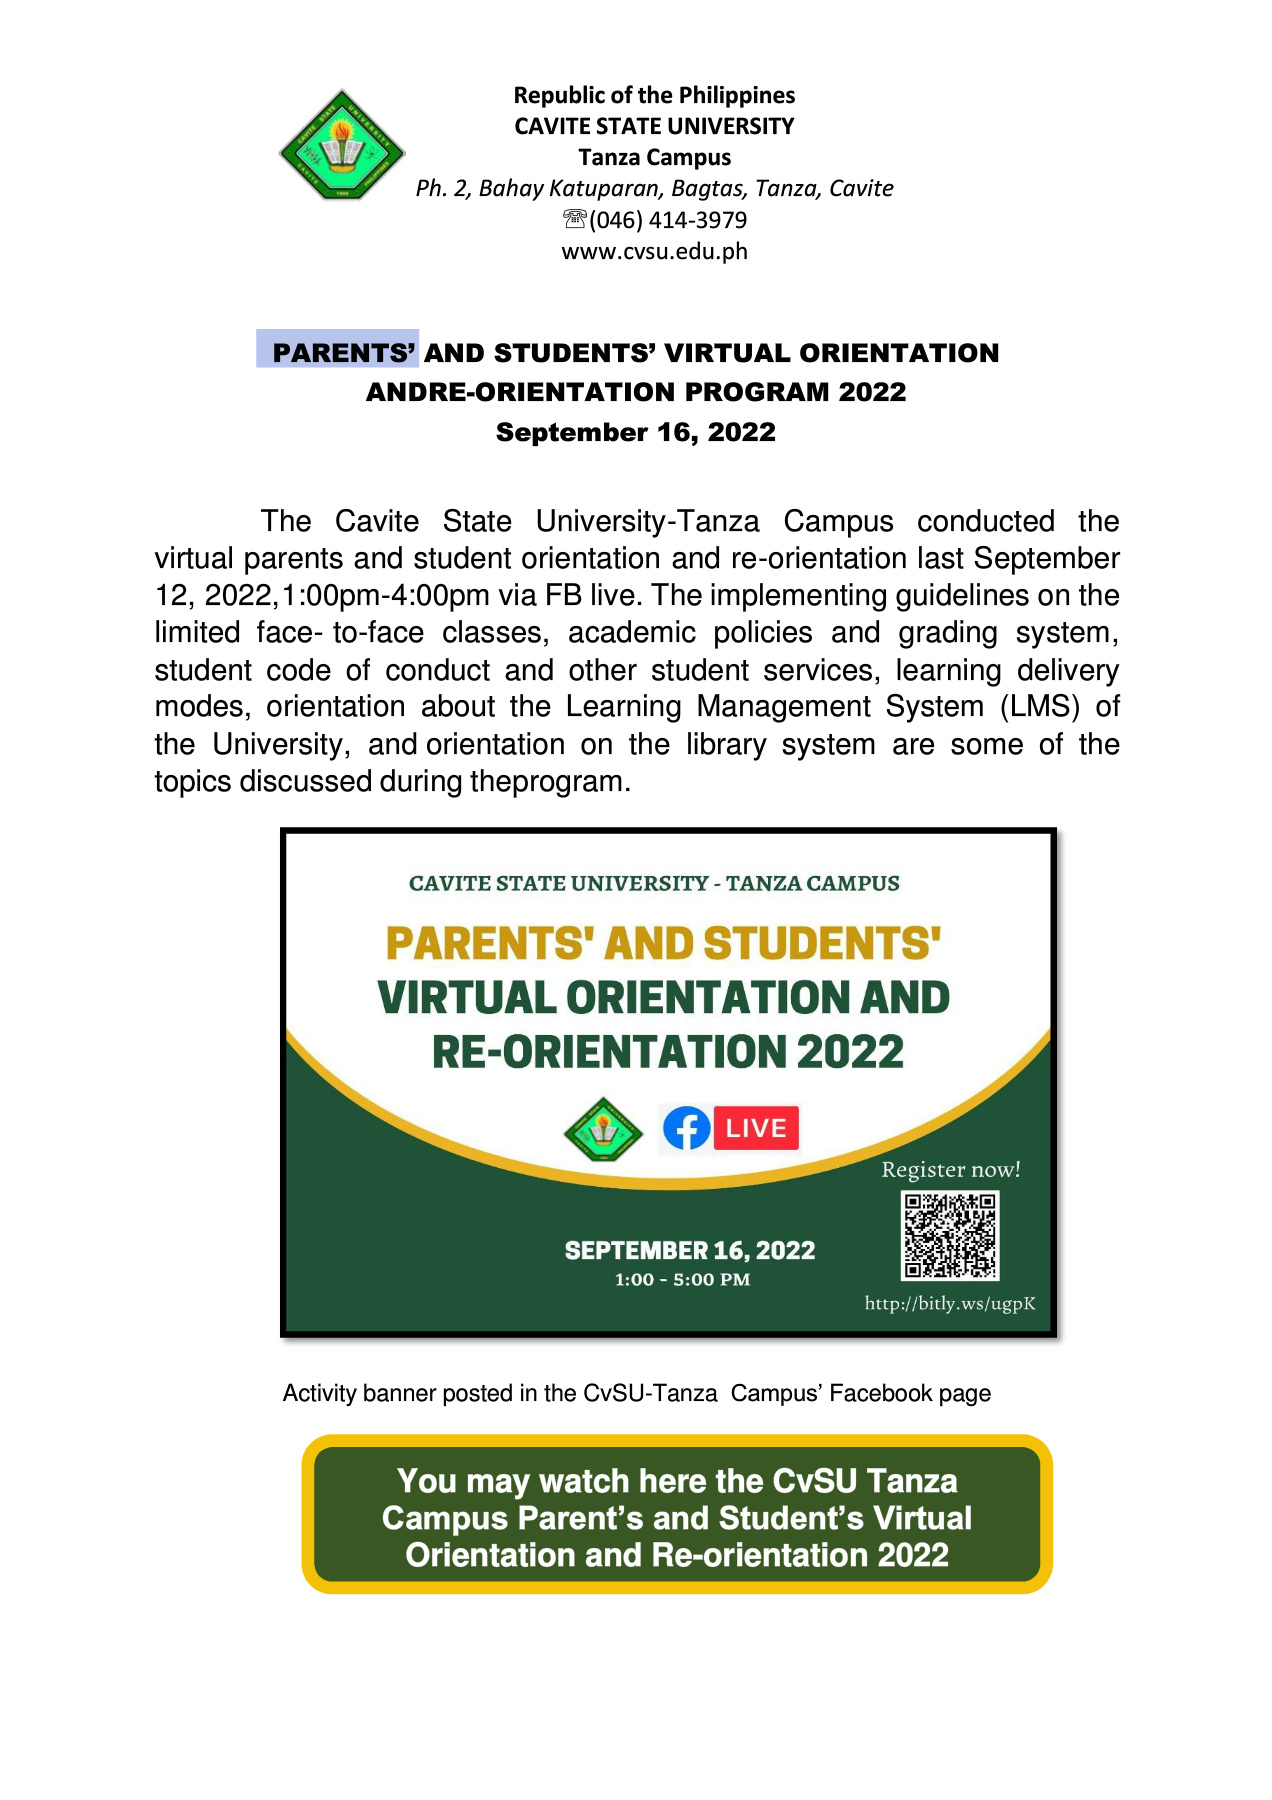 Republic of the Philippines
CAVITE STATE UNIVERSITY
Tanza Campus
Ph. 2, Bahay Katuparan, Bagtas, Tanza, Cavite
☏(046) 414-3979
www.cvsu.edu.ph
PARENTS’ AND STUDENTS’ VIRTUAL ORIENTATION
ANDRE-ORIENTATION PROGRAM 2022
September 16, 2022
The Cavite State University-Tanza Campus conducted the
virtual parents and student orientation and re-orientation last September
12, 2022,1:00pm-4:00pm via FB live. The implementing guidelines on the
limited face- to-face classes, academic policies and grading system,
student code of conduct and other student services, learning delivery
modes, orientation about the Learning Management System (LMS) of
the University, and orientation on the library system are some of the
topics discussed during theprogram.
CAVITE STATE UNIVERSITY - TANZA CAMPUS
PARENTS' AND STUDENTS'
VIRTUAL ORIENTATION AND
RE-ORIENTATION 2022
LIVE
Register now!
SEPTEMBER 16, 2022
1:00 - 5:00 PM
http://bitly.ws/ugpK
Activity banner posted in the CvSU-Tanza Campus’ Facebook page
You may watch here the CvSU Tanza
Campus Parent’s and Student’s Virtual
Orientation and Re-orientation 2022